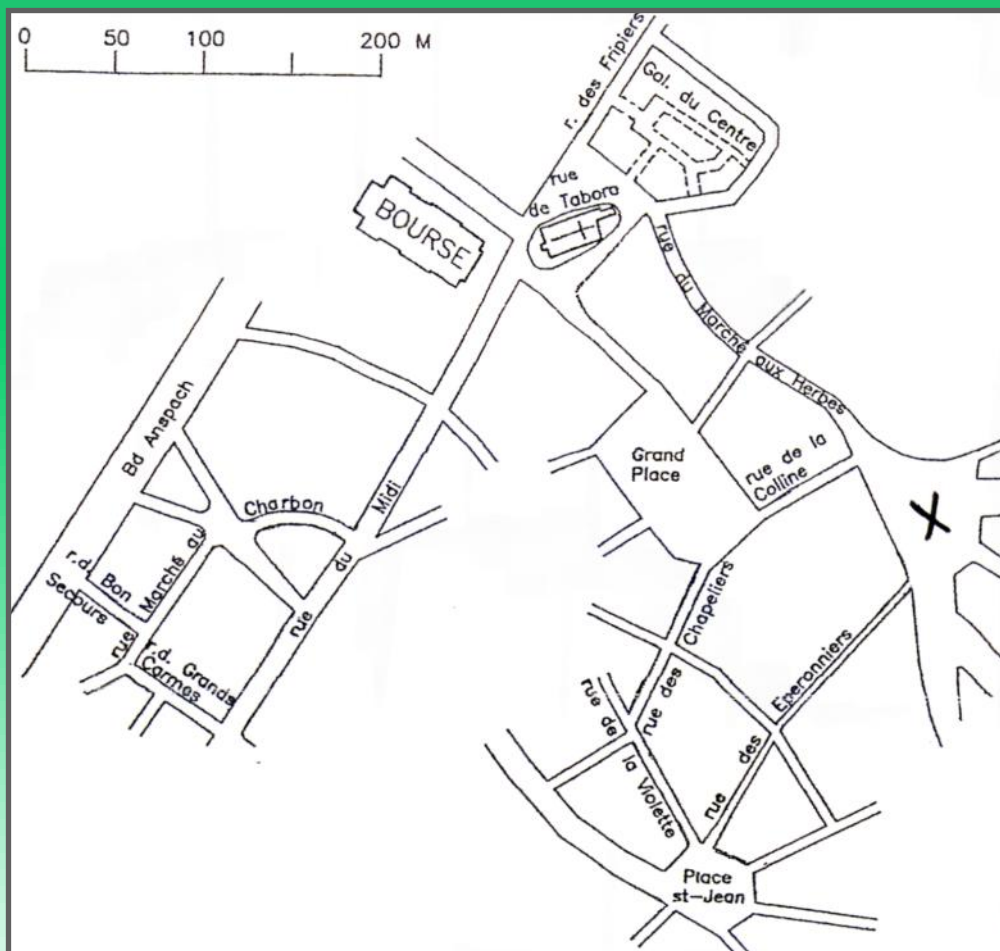 0 50 100 200 M
r. des Fripiers
Gal. du Centre
rue
de Tabora
BOURSE
rue du Marché aux Herbes
Bd Anspach
Grand
Place
rue de la
Colline
X
Charbon
Midi
du
rue
Marché au
rue
r.d. Bon
Secours
r.d. Grands
Carmes
Chapeliers
rue des
Eperonniers
des
rue
rue de
la Violette
Place
st-Jean